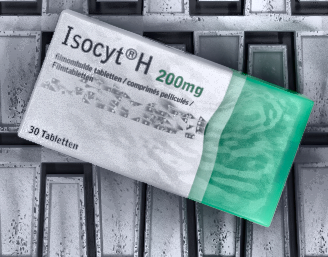 Isocyt®H 200mg
filmomhulde tabletten / comprimés pelliculés /
Filmtabletten
30 Tabletten